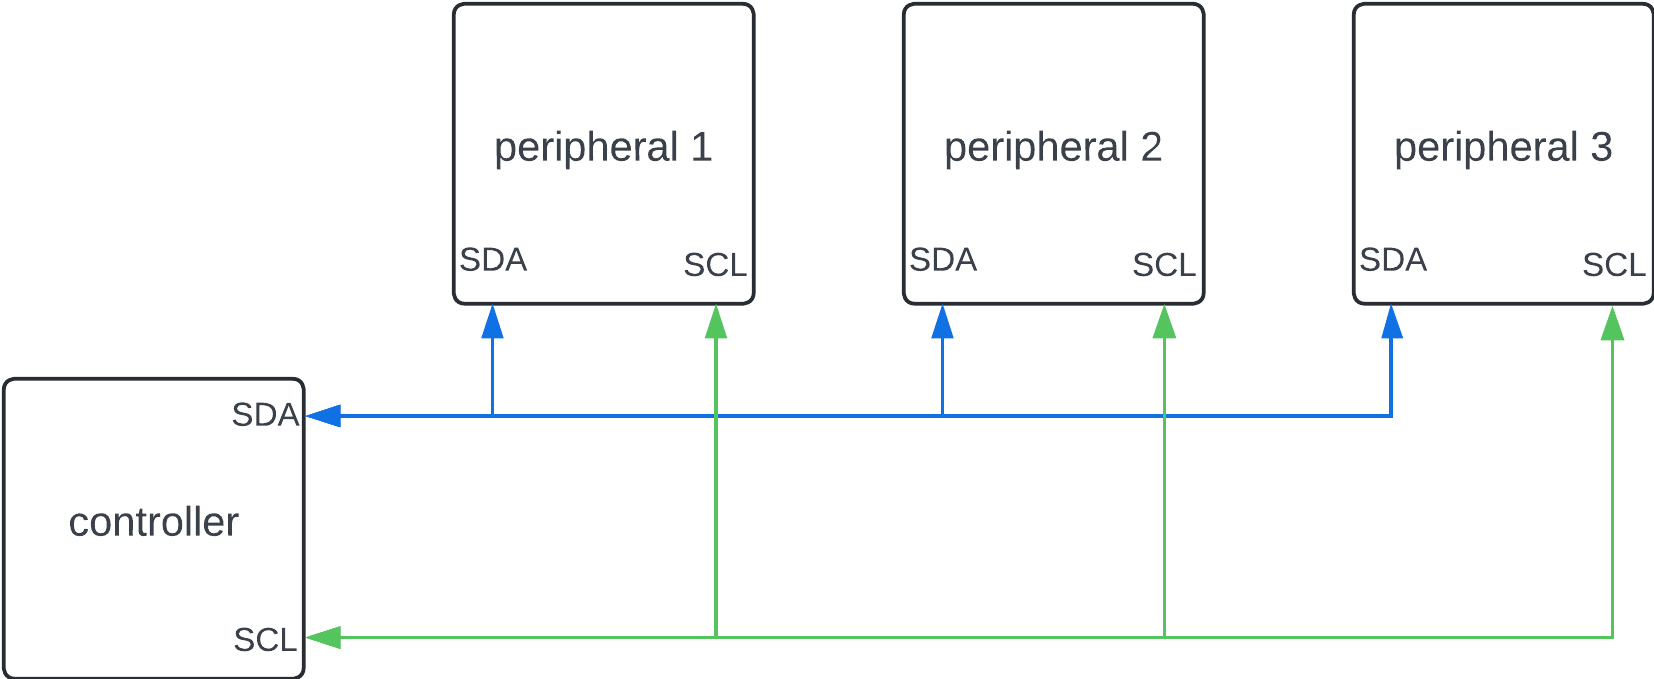 peripheral 1
SDA
SCL
peripheral 2
SDA
SCL
peripheral 3
SDA
SCL
SDA
controller
SCL